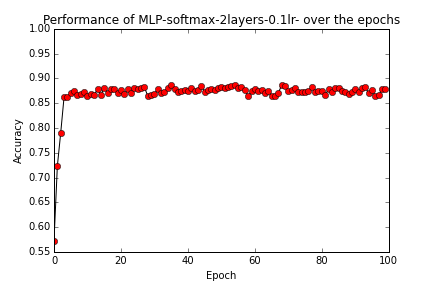 Performance of MLP-softmax-2layers-0.1lr- over the epochs
1.00
0.95
0.90
0.85
0.80
0.75
0.70
0.65
0.60
0.55
Accuracy
0 20 40 60 80 100
Epoch